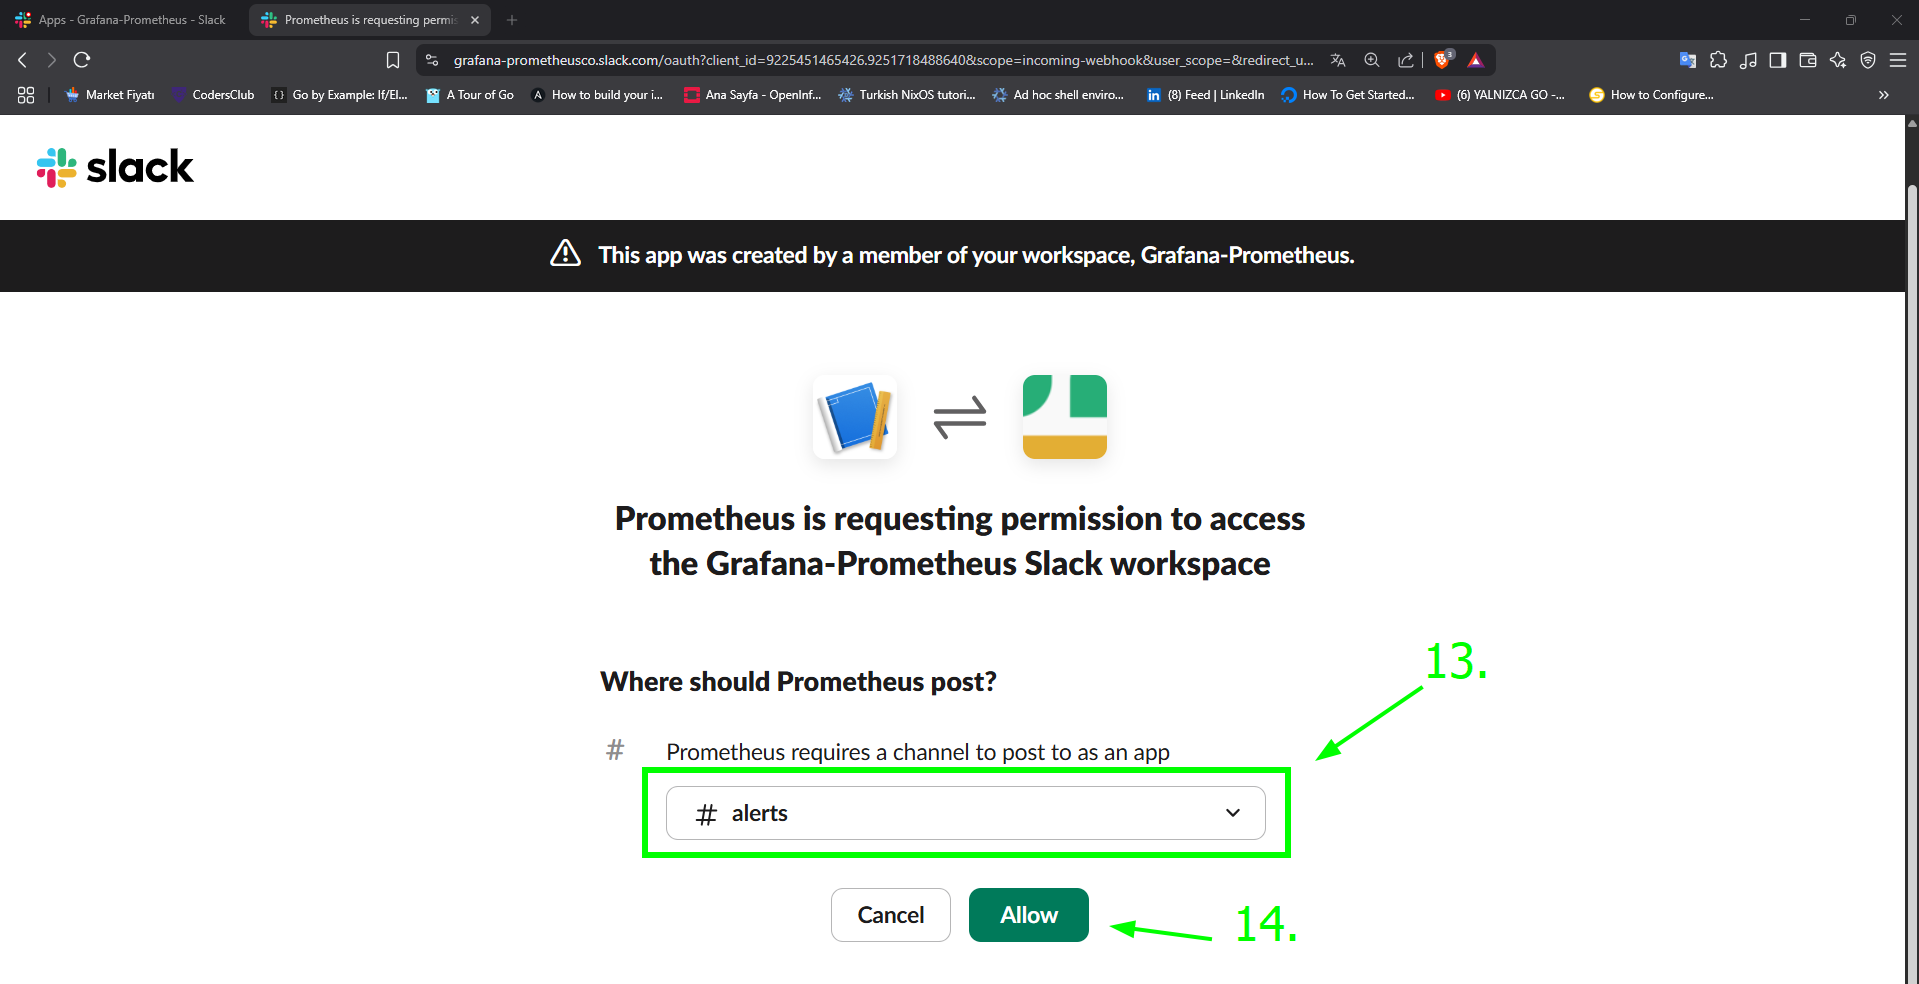 Apps - Grafana-Prometheus - Slack
Prometheus is requesting permis
grafana-prometheusco.slack.com/oauth?client_id=9225451465426.9251718488640&scope=incoming-webhook&user_scope=&redirect_u...
3
Market Fiyatı
CodersClub
Go by Example: If/El...
A Tour of Go
How to build your i...
Ana Sayfa - OpenInf...
Turkish NixOS tutori...
Ad hoc shell enviro...
(8) Feed | LinkedIn
How To Get Started...
(6) YALNIZCA GO -...
How to Configure...
slack
This app was created by a member of your workspace, Grafana-Prometheus.
Prometheus is requesting permission to access
the Grafana-Prometheus Slack workspace
13.
Where should Prometheus post?
# Prometheus requires a channel to post to as an app
# alerts
Cancel
Allow
14.